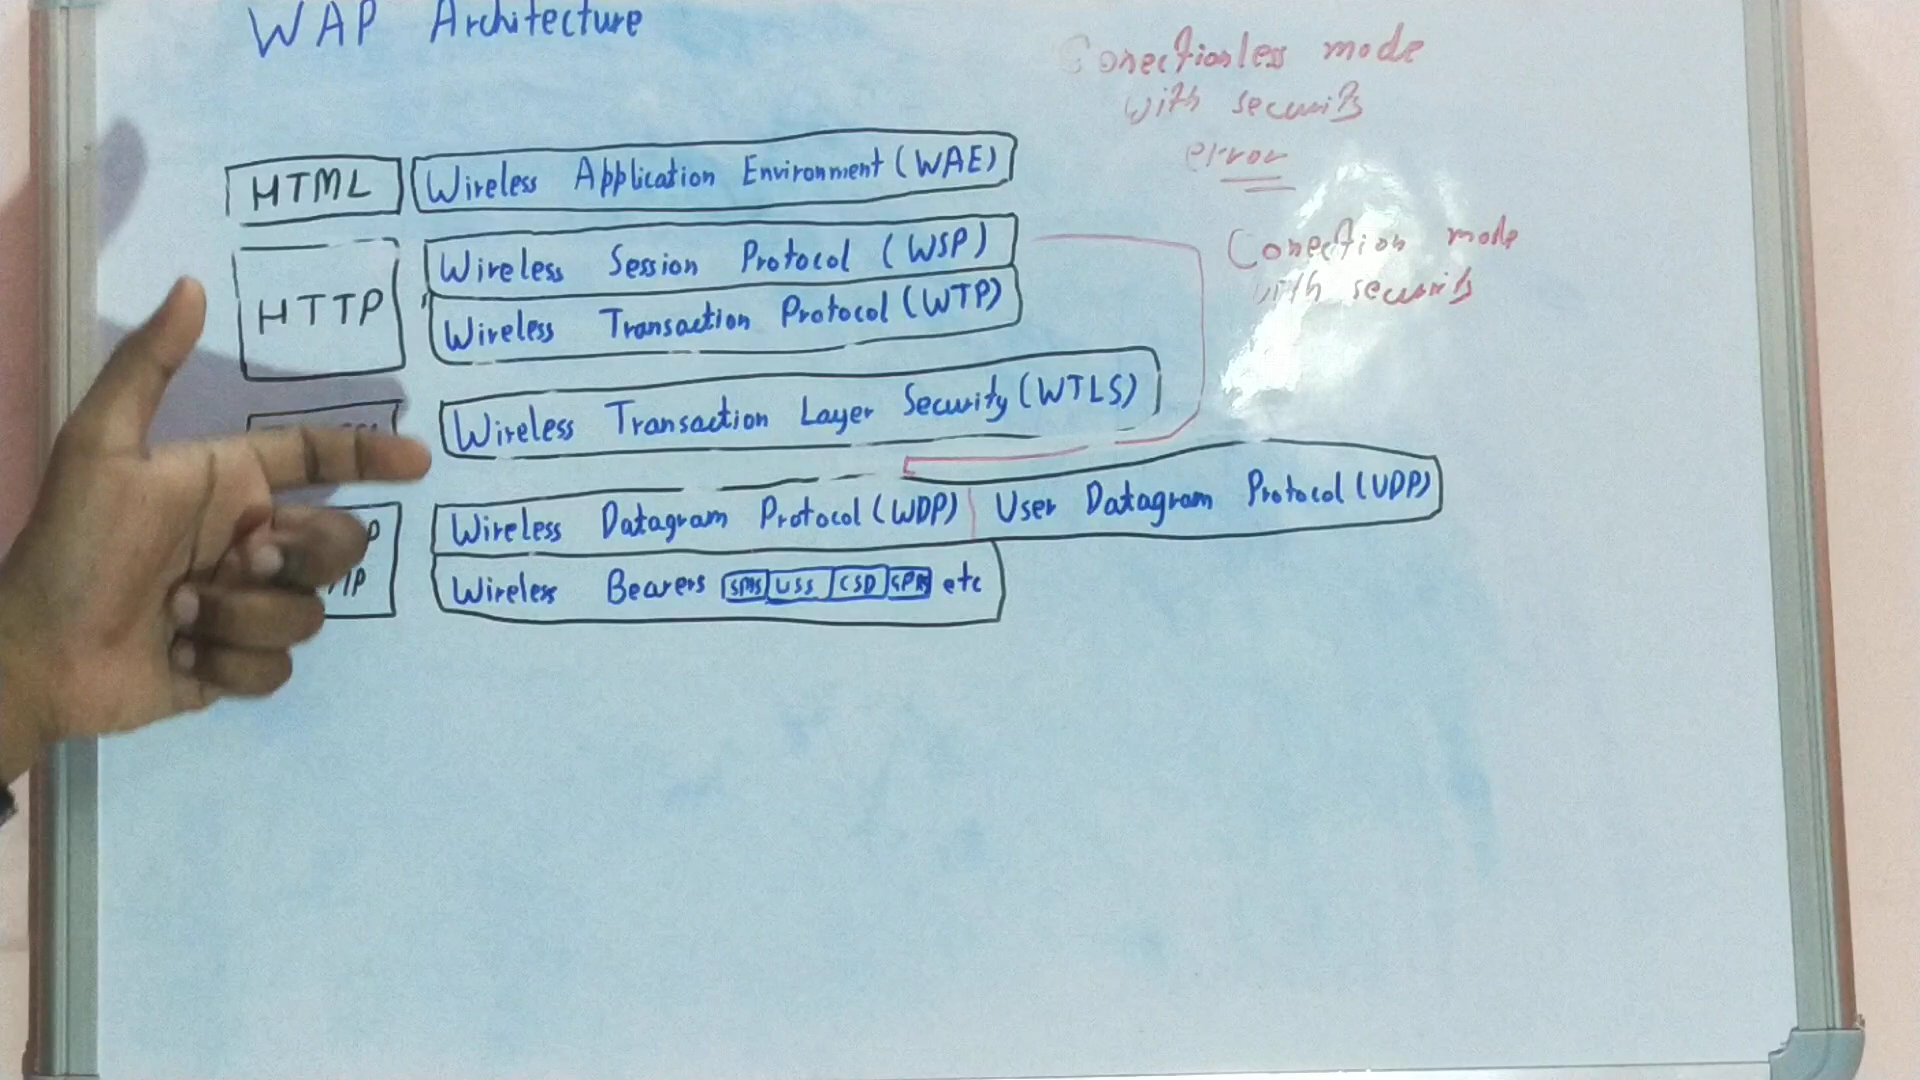 WAP Architecture
Conectionless mode
with security
error
HTML
Wireless Application Environment (WAE)
HTTP
Wireless Session Protocol (WSP)
Wireless Transaction Protocol (WTP)
Conection mode
with security
Wireless Transaction Layer Security (WTLS)
Wireless Datagram Protocol (WDP) User Datagram Protocol (UDP)
Wireless Bearers SMS USS CSD GPRS etc